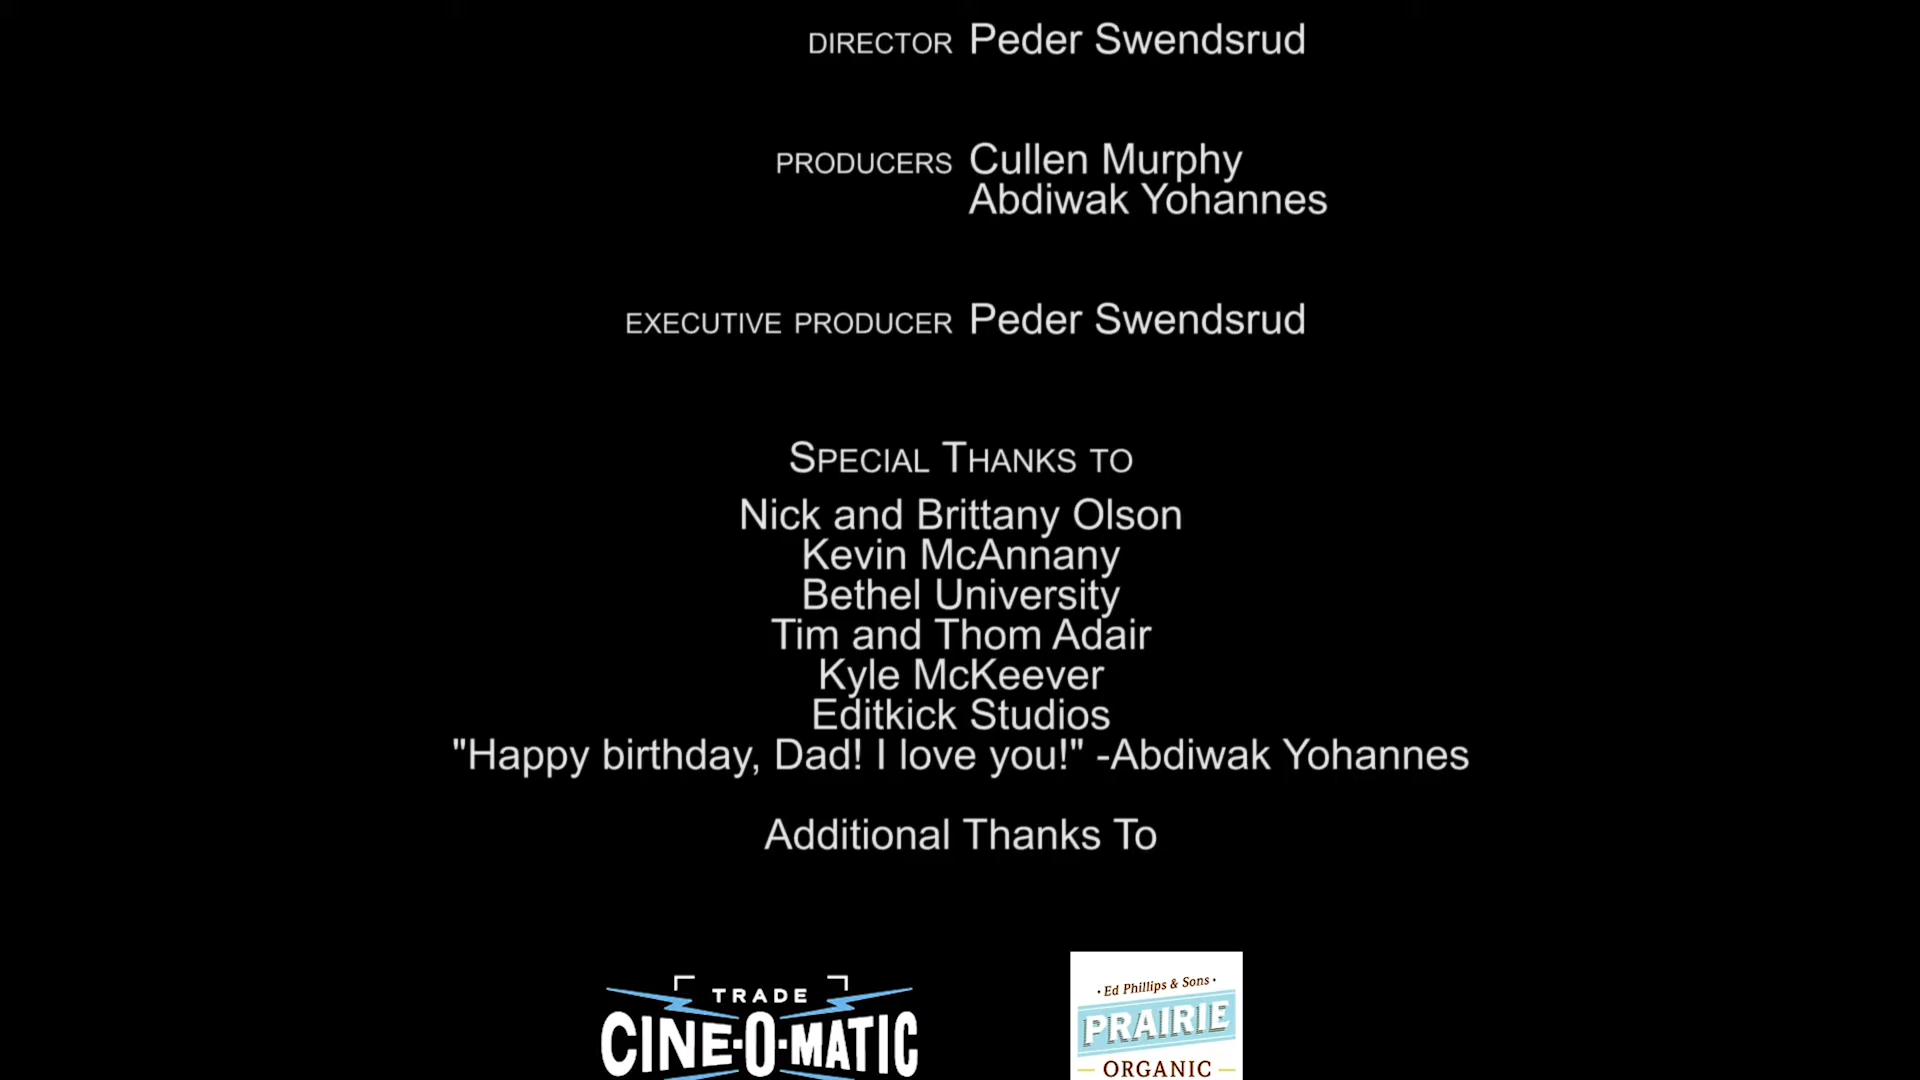 DIRECTOR Peder Swendsrud
PRODUCERS Cullen Murphy
Abdiwak Yohannes
EXECUTIVE PRODUCER Peder Swendsrud
SPECIAL THANKS TO
Nick and Brittany Olson
Kevin McAnnany
Bethel University
Tim and Thom Adair
Kyle McKeever
Editkick Studios
"Happy birthday, Dad! I love you!" -Abdiwak Yohannes
Additional Thanks To
TRADE
CINE-O-MATIC
· Ed Phillips & Sons ·
PRAIRIE
ORGANIC